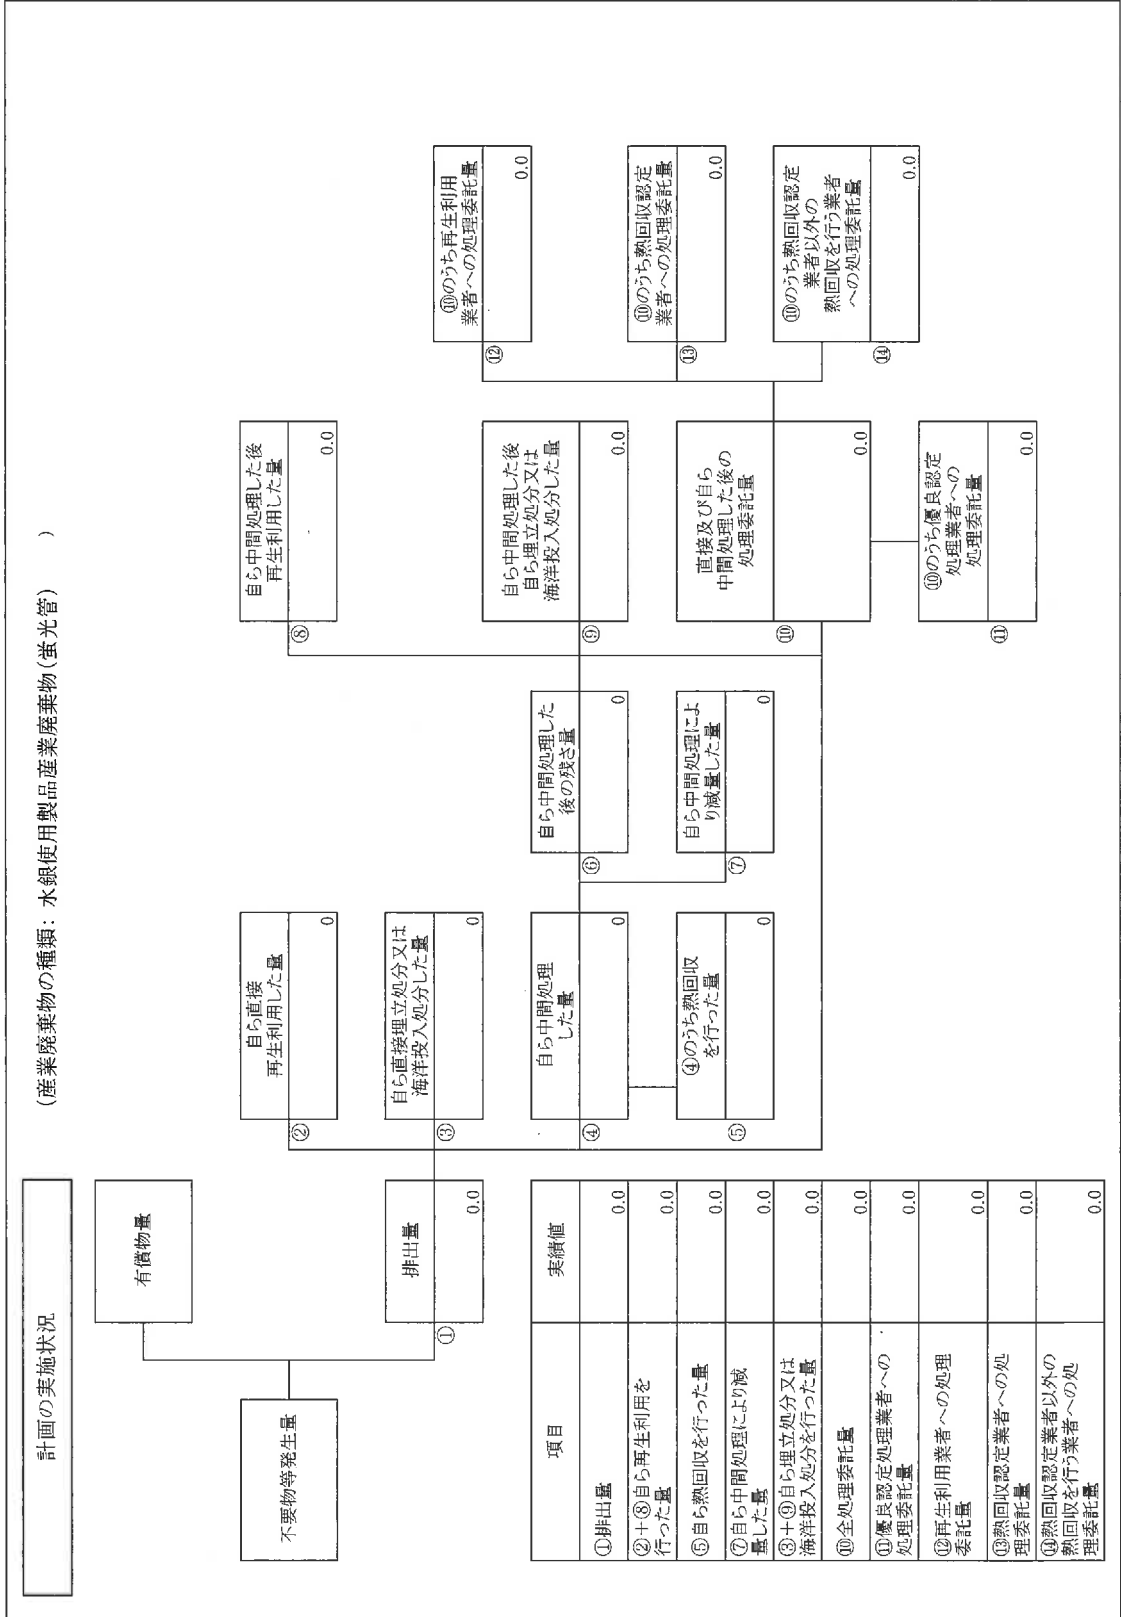 計画の実施状況
（産業廃棄物の種類：水銀使用製品産業廃棄物（蛍光管）　）
不要物等発生量
有償物量
①
排出量
0.0
②
自ら直接
再生利用した量
0
③
自ら直接埋立処分又は
海洋投入処分した量
0
④
自ら中間処理
した量
0
⑤
④のうち熱回収
を行った量
0
⑥
自ら中間処理した
後の残さ量
0
⑦
自ら中間処理によ
り減量した量
0
⑧
自ら中間処理した後
再生利用した量
0.0
⑨
自ら中間処理した後
自ら埋立処分又は
海洋投入処分した量
0.0
⑩
直接及び自ら
中間処理した後の
処理委託量
0.0
⑪
⑩のうち優良認定
処理業者への
処理委託量
0.0
⑫
⑩のうち再生利用
業者への処理委託量
0.0
⑬
⑩のうち熱回収認定
業者への処理委託量
0.0
⑭
⑩のうち熱回収認定
業者以外の
熱回収を行う業者
への処理委託量
0.0
項目 実績値
①排出量 0.0
②＋⑧自ら再生利用を
行った量 0.0
⑤自ら熱回収を行った量 0.0
⑦自ら中間処理により減
量した量 0.0
③＋⑨自ら埋立処分又は
海洋投入処分を行った量 0.0
⑩全処理委託量 0.0
⑪優良認定処理業者への
処理委託量 0.0
⑫再生利用業者への処理
委託量 0.0
⑬熱回収認定業者への処
理委託量 0.0
⑭熱回収認定業者以外の
熱回収を行う業者への処
理委託量 0.0